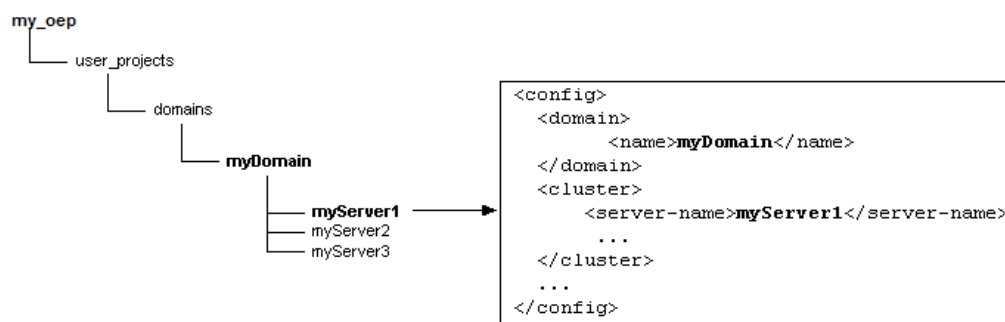 my_oep
user_projects
domains
myDomain
myServer1
myServer2
myServer3
<config>
<domain>
<name>myDomain</name>
</domain>
<cluster>
<server-name>myServer1</server-name>
...
</cluster>
...
</config>